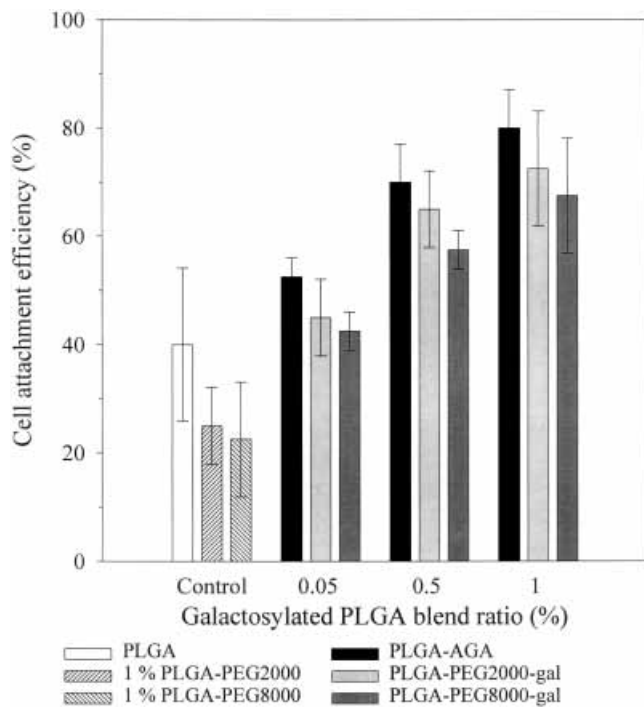 100
80
60
40
20
0
Cell attachment efficiency (%)
Control 0.05 0.5 1
Galactosylated PLGA blend ratio (%)
PLGA PLGA-AGA
1 % PLGA-PEG2000 PLGA-PEG2000-gal
1 % PLGA-PEG8000 PLGA-PEG8000-gal